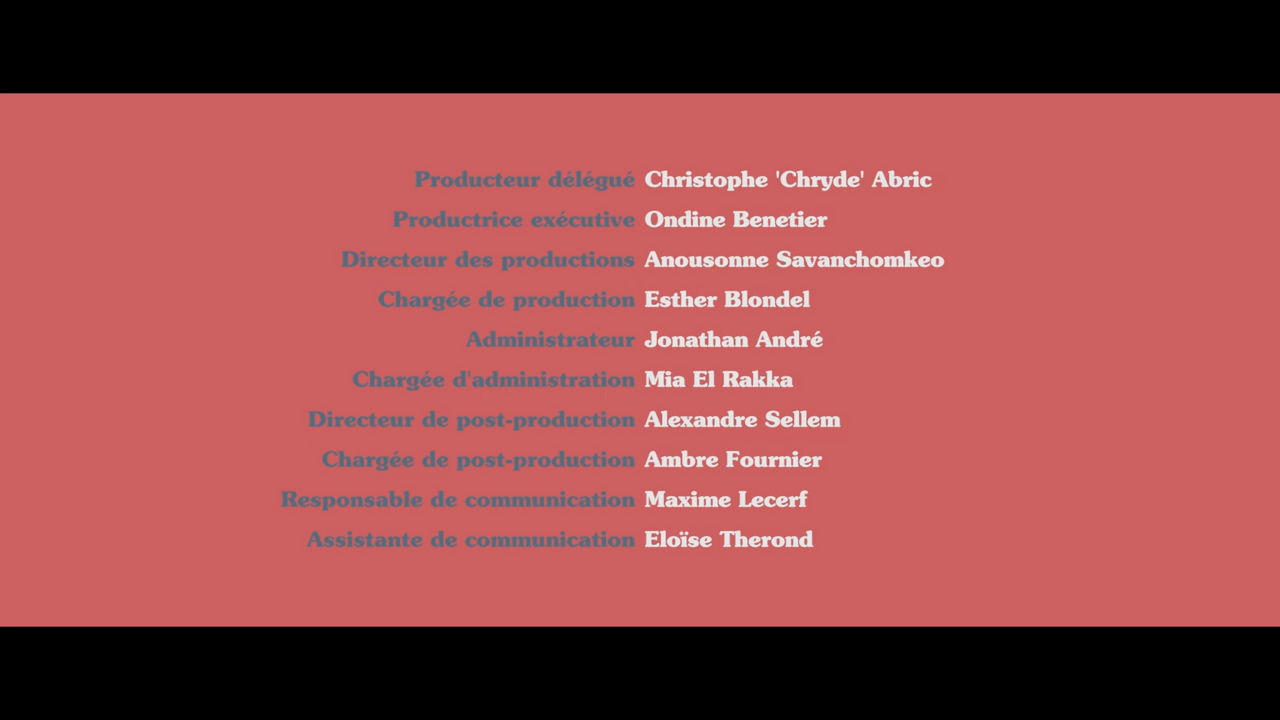 Producteur délégué Christophe 'Chryde' Abric
Productrice exécutive Ondine Benetier
Directeur des productions Anousonne Savanchomkeo
Chargée de production Esther Blondel
Administrateur Jonathan André
Chargée d'administration Mia El Rakka
Directeur de post-production Alexandre Sellem
Chargée de post-production Ambre Fournier
Responsable de communication Maxime Lecerf
Assistante de communication Eloïse Therond